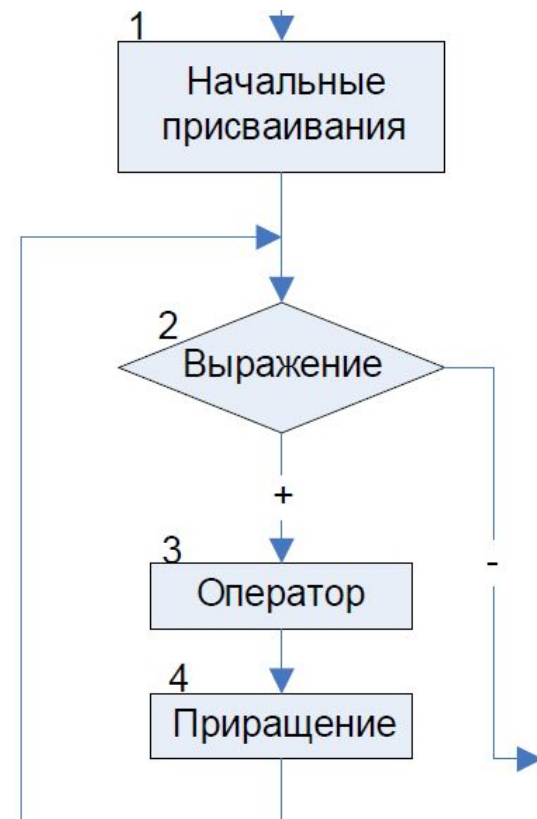 1
Начальные
присваивания
2
Выражение
+
-
3
Оператор
4
Приращение